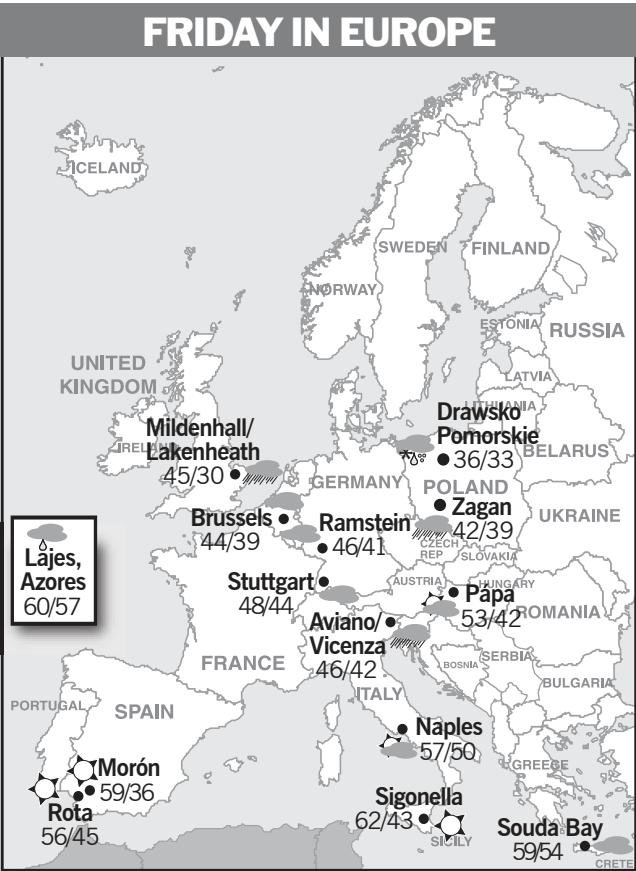 FRIDAY IN EUROPE
ICELAND
SWEDEN
FINLAND
NORWAY
ESTONIA
RUSSIA
LATVIA
LITHUANIA
UNITED
KINGDOM
IRELAND
Mildenhall/
Lakenheath
45/30
Drawsko
Pomorskie
36/33
BELARUS
GERMANY
POLAND
Zagan
42/39
UKRAINE
Brussels
44/39
Ramstein
46/41
CZECH
REP
SLOVAKIA
Lajes,
Azores
60/57
Stuttgart
48/44
AUSTRIA
HUNGARY
Pápa
53/42
ROMANIA
Aviano/
Vicenza
46/42
FRANCE
BOSNIA
SERBIA
BULGARIA
ITALY
PORTUGAL
SPAIN
Naples
57/50
GREECE
Morón
59/36
Rota
56/45
Sigonella
62/43
SICILY
Souda Bay
59/54
CRETE